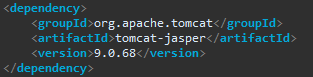 <dependency>
<groupId>org.apache.tomcat</groupId>
<artifactId>tomcat-jasper</artifactId>
<version>9.0.68</version>
</dependency>